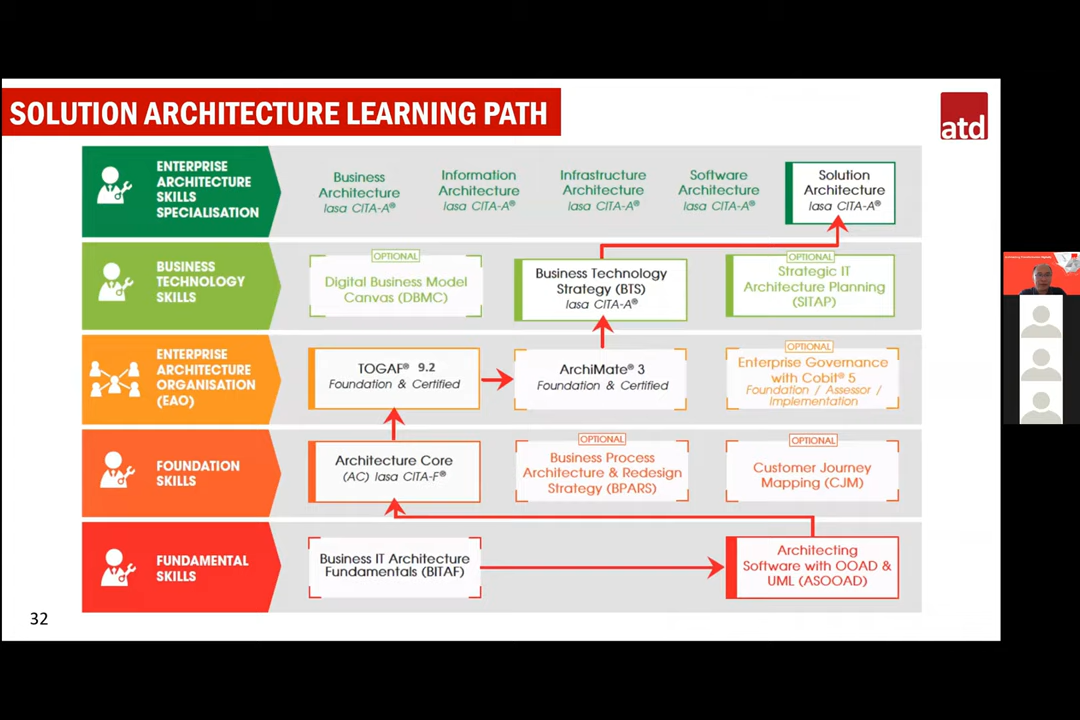 SOLUTION ARCHITECTURE LEARNING PATH
atd
ENTERPRISE
ARCHITECTURE
SKILLS
SPECIALISATION
Business
Architecture
Iasa CITA-A®
Information
Architecture
Iasa CITA-A®
Infrastructure
Architecture
Iasa CITA-A®
Software
Architecture
Iasa CITA-A®
Solution
Architecture
Iasa CITA-A®
BUSINESS
TECHNOLOGY
SKILLS
OPTIONAL
Digital Business Model
Canvas (DBMC)
Business Technology
Strategy (BTS)
Iasa CITA-A®
OPTIONAL
Strategic IT
Architecture Planning
(SITAP)
ENTERPRISE
ARCHITECTURE
ORGANISATION
(EAO)
TOGAF® 9.2
Foundation & Certified
ArchiMate® 3
Foundation & Certified
OPTIONAL
Enterprise Governance
with Cobit® 5
Foundation / Assessor /
Implementation
FOUNDATION
SKILLS
Architecture Core
(AC) Iasa CITA-F®
OPTIONAL
Business Process
Architecture & Redesign
Strategy (BPARS)
OPTIONAL
Customer Journey
Mapping (CJM)
FUNDAMENTAL
SKILLS
Business IT Architecture
Fundamentals (BITAF)
Architecting
Software with OOAD &
UML (ASOOAD)
32